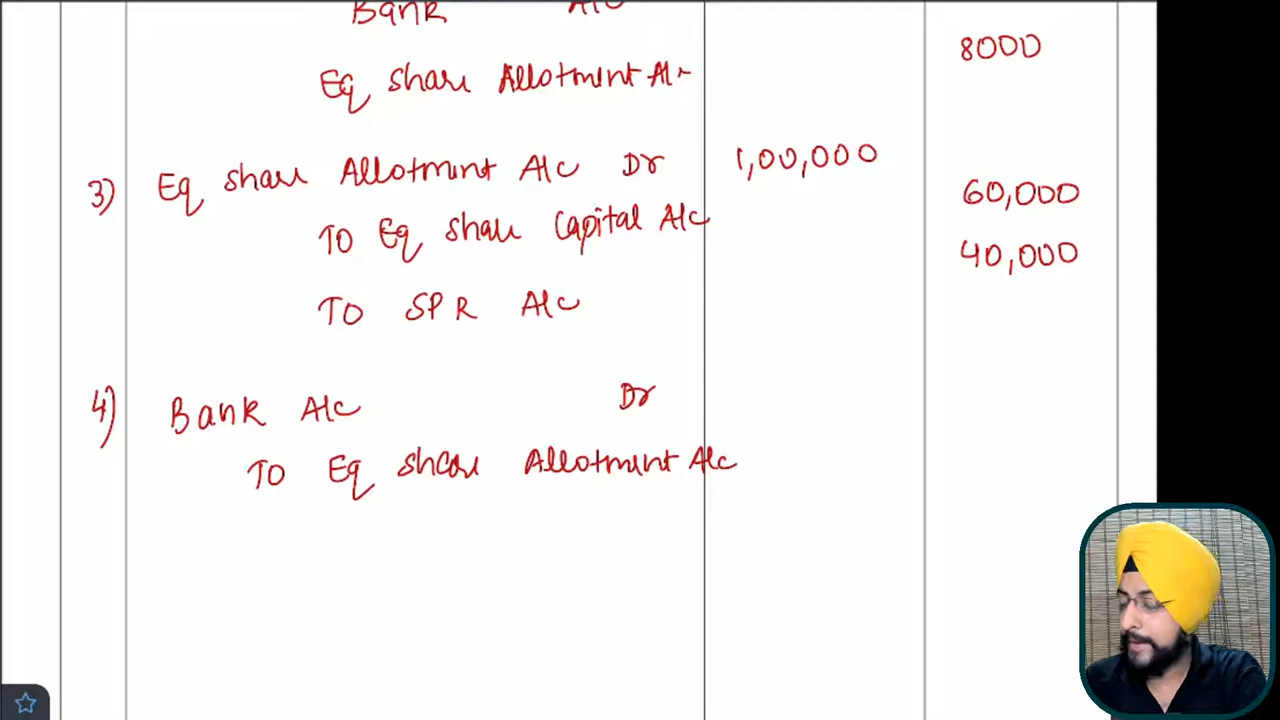 Bank A/c
8000
Eq share Allotment A/c
3) Eq share Allotment A/c Dr 1,00,000
To Eq share Capital A/c 60,000
To SPR A/c 40,000
4) Bank A/c Dr
To Eq share Allotment A/c